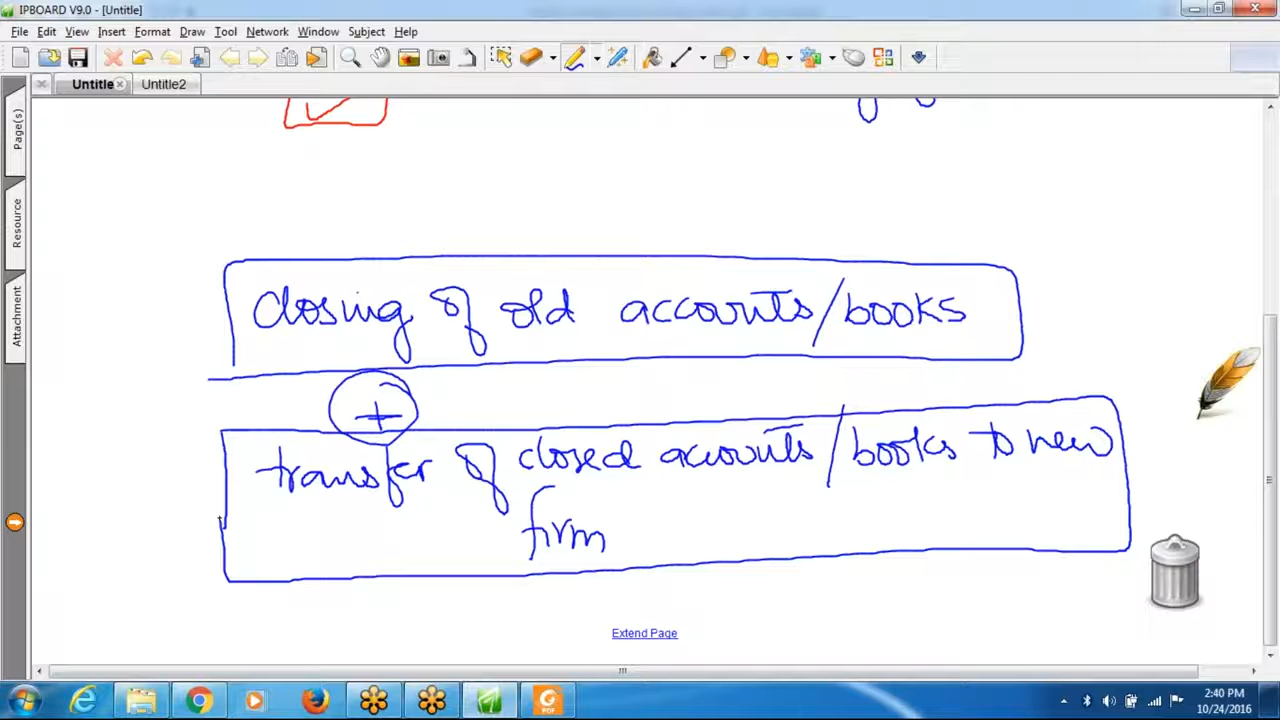 IPBOARD V9.0 - [Untitle]
File Edit View Insert Format Draw Tool Network Window Subject Help
Untitle Untitle2
Page(s)
Resource
Attachment
closing of old accounts/books
+
transfer of closed accounts/books to new
firm
Extend Page
PDF
2:40 PM
10/24/2016